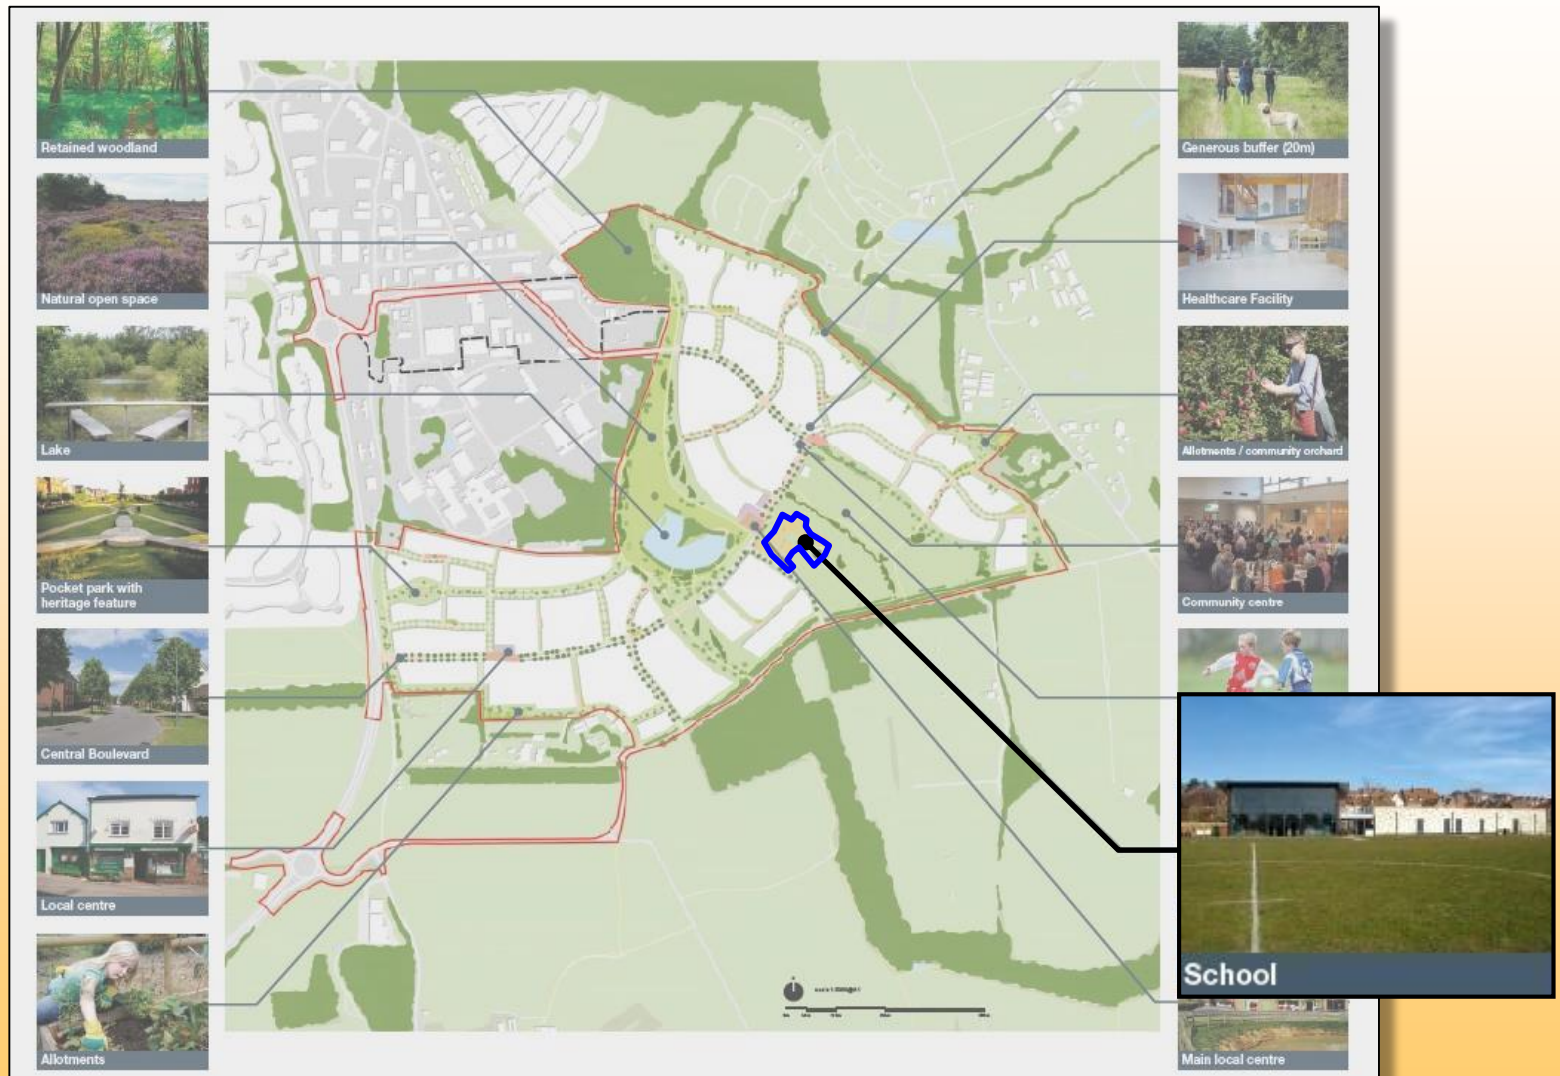 Retained woodland
Natural open space
Lake
Pocket park with
heritage feature
Central Boulevard
Local centre
Allotments
Generous buffer (20m)
Healthcare Facility
Allotments / community orchard
Community centre
School
Main local centre